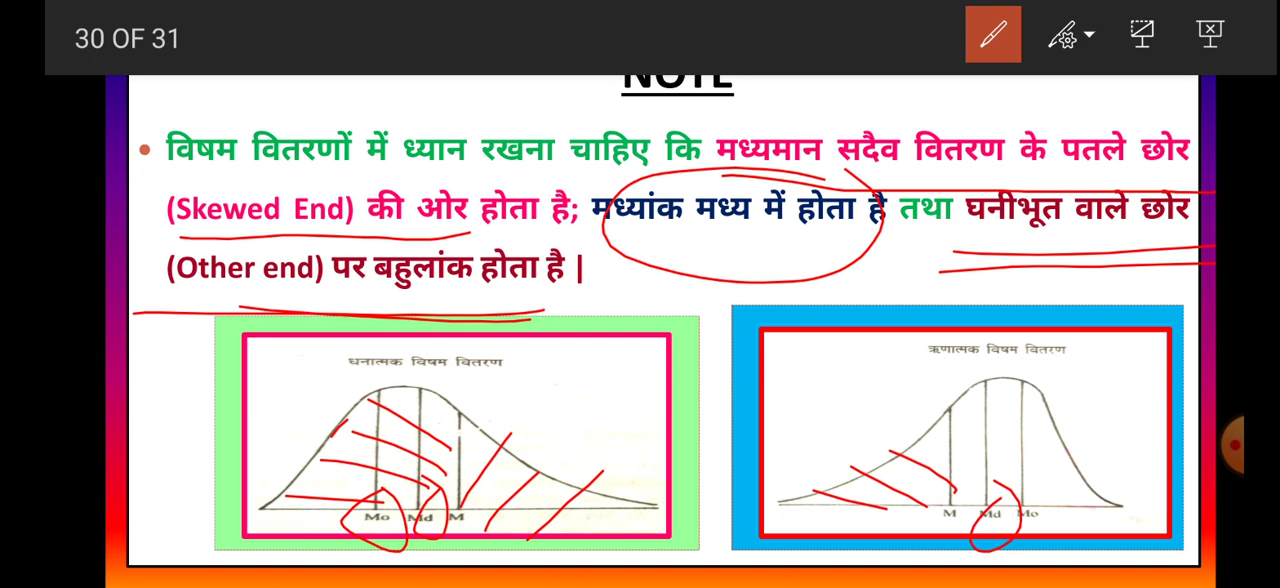 30 OF 31
NOTE
• विषम वितरणों में ध्यान रखना चाहिए कि मध्यमान सदैव वितरण के पतले छोर
(Skewed End) की ओर होता है; मध्यांक मध्य में होता है तथा घनीभूत वाले छोर
(Other end) पर बहुलांक होता है |
धनात्मक विषम वितरण
Mo Md M
ऋणात्मक विषम वितरण
M Md Mo